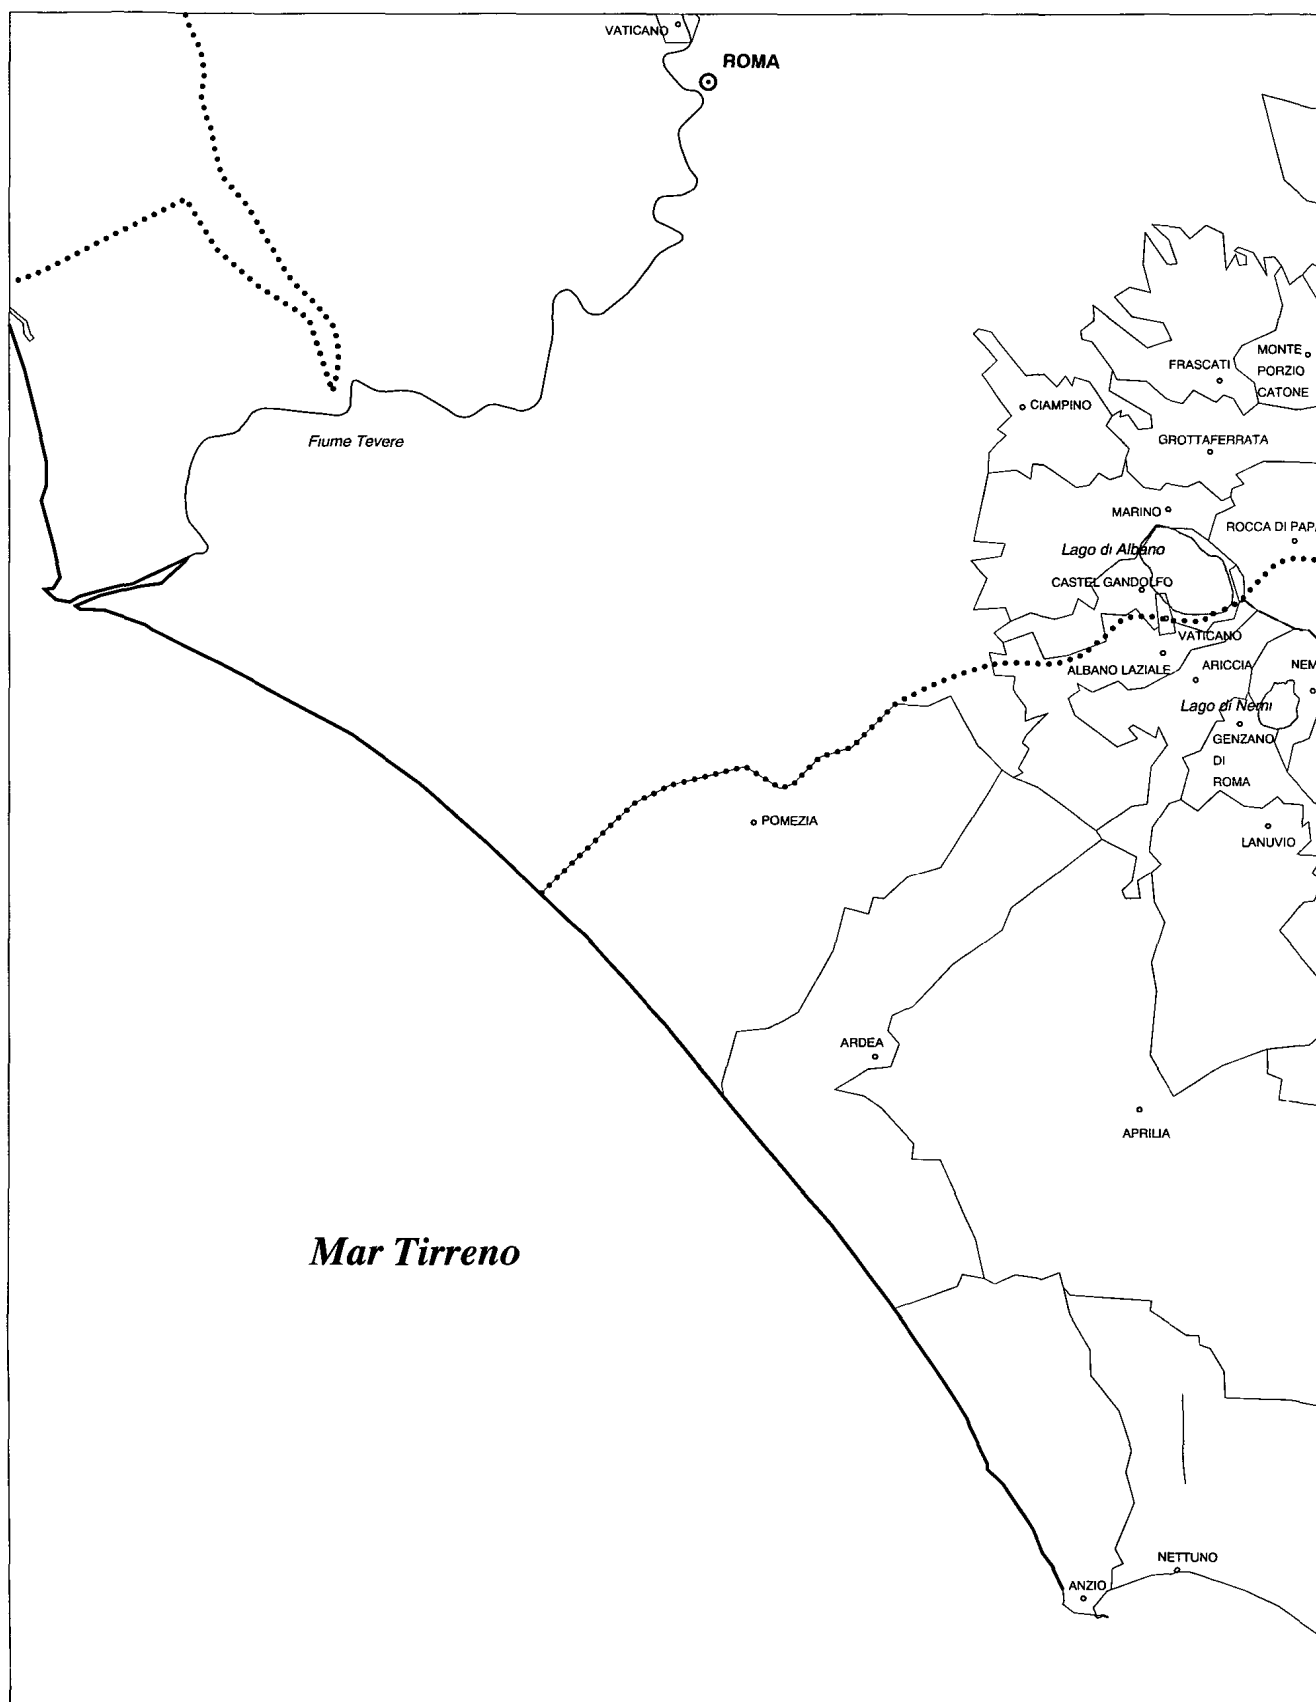 VATICANO
ROMA
MONTE
FRASCATI
PORZIO
CATONE
CIAMPINO
Fiume Tevere
GROTTAFERRATA
MARINO
ROCCA DI PAPA
Lago di Albano
CASTEL GANDOLFO
VATICANO
ALBANO LAZIALE
ARICCIA
NEM
Lago di Nemi
GENZANO
DI
ROMA
POMEZIA
LANUVIO
ARDEA
APRILIA
Mar Tirreno
NETTUNO
ANZIO